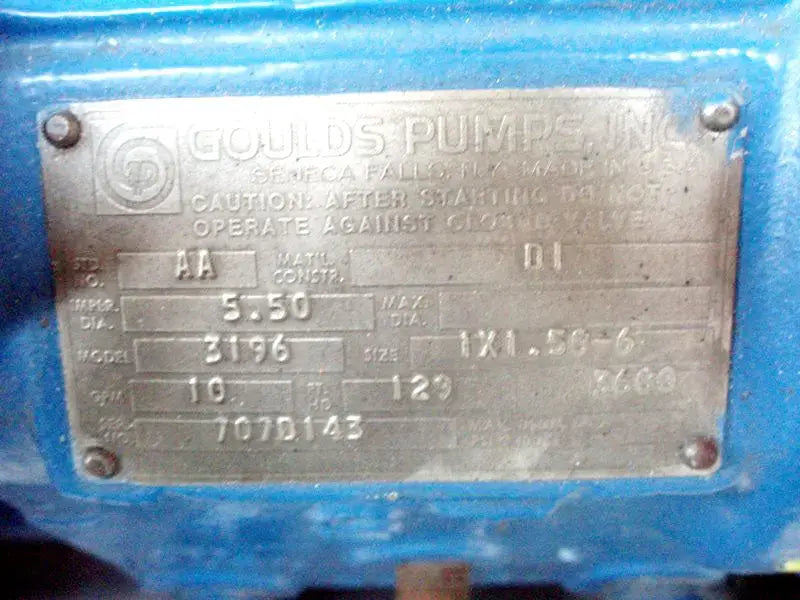 GOULDS PUMPS, INC.
SENECA FALLS, N.Y. MADE IN U.S.A.
CAUTION: AFTER STARTING DO NOT
OPERATE AGAINST CLOSED VALVE
STD. NO. AA MAT'L. CONSTR. DI
IMPLR. DIA. 5.50 MAX. DIA.
MODEL 3196 SIZE 1X1.50-6
GPM 10 129 3600
SER. NO. 707D143